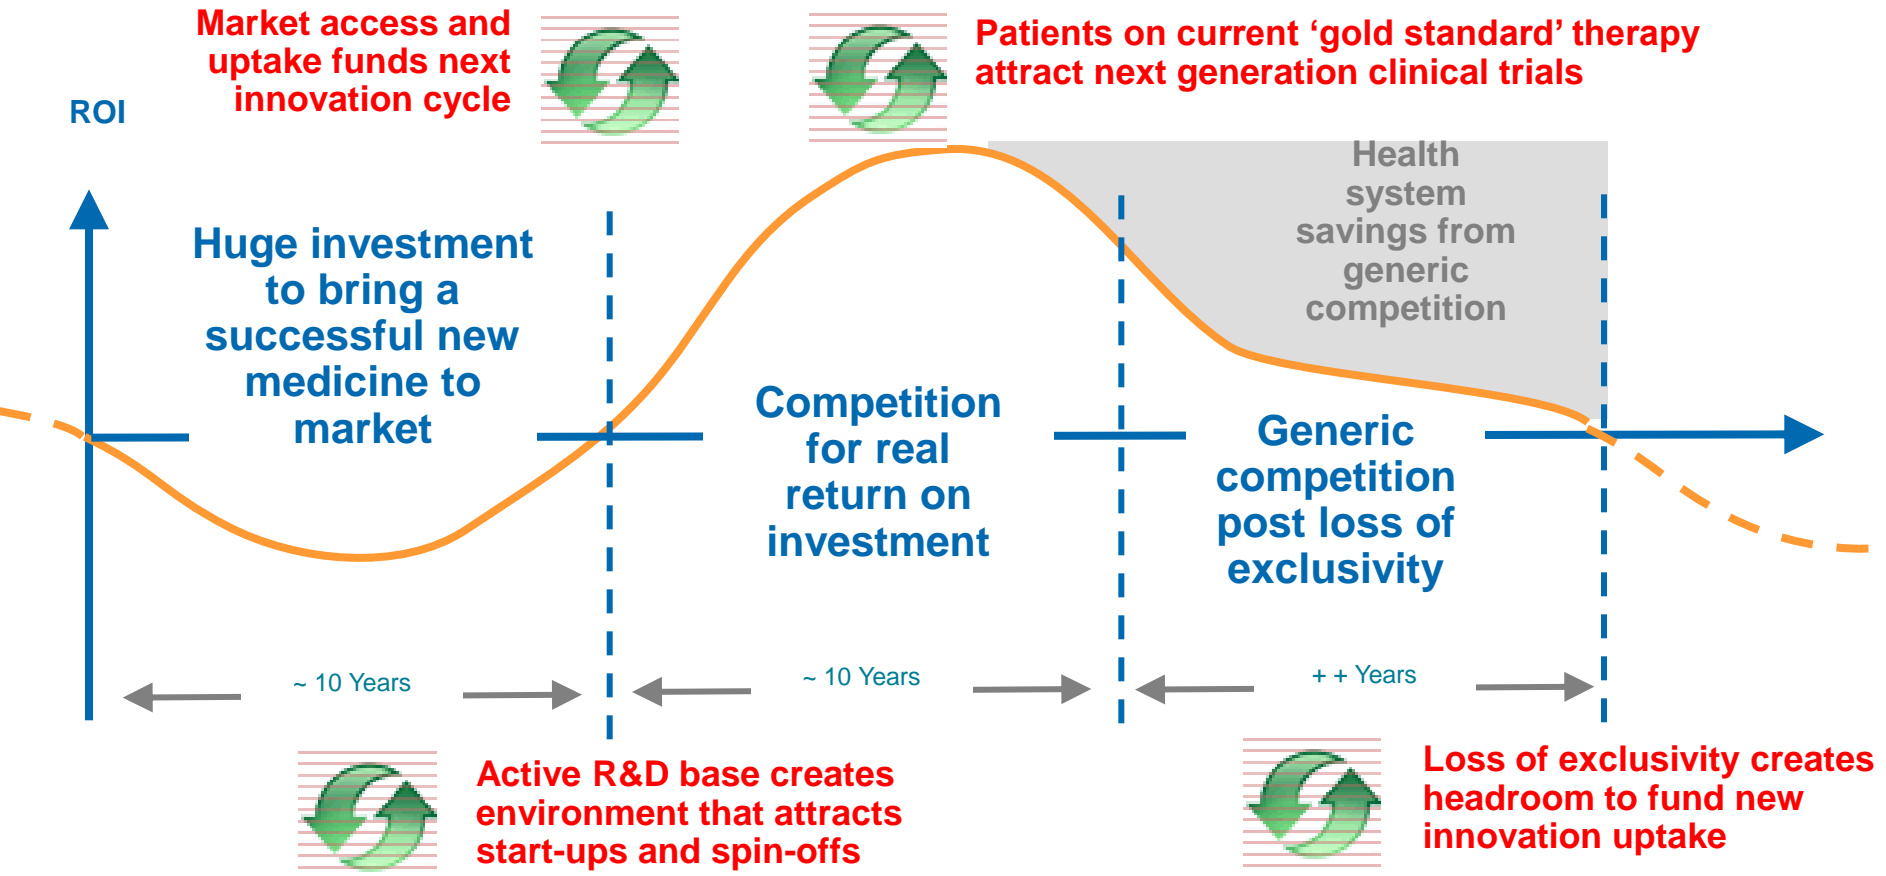 Market access and
uptake funds next
innovation cycle
Patients on current ‘gold standard’ therapy
attract next generation clinical trials
ROI
Health
system
savings from
generic
competition
Huge investment
to bring a
successful new
medicine to
market
Competition
for real
return on
investment
Generic
competition
post loss of
exclusivity
~ 10 Years
~ 10 Years
+ + Years
Active R&D base creates
environment that attracts
start-ups and spin-offs
Loss of exclusivity creates
headroom to fund new
innovation uptake